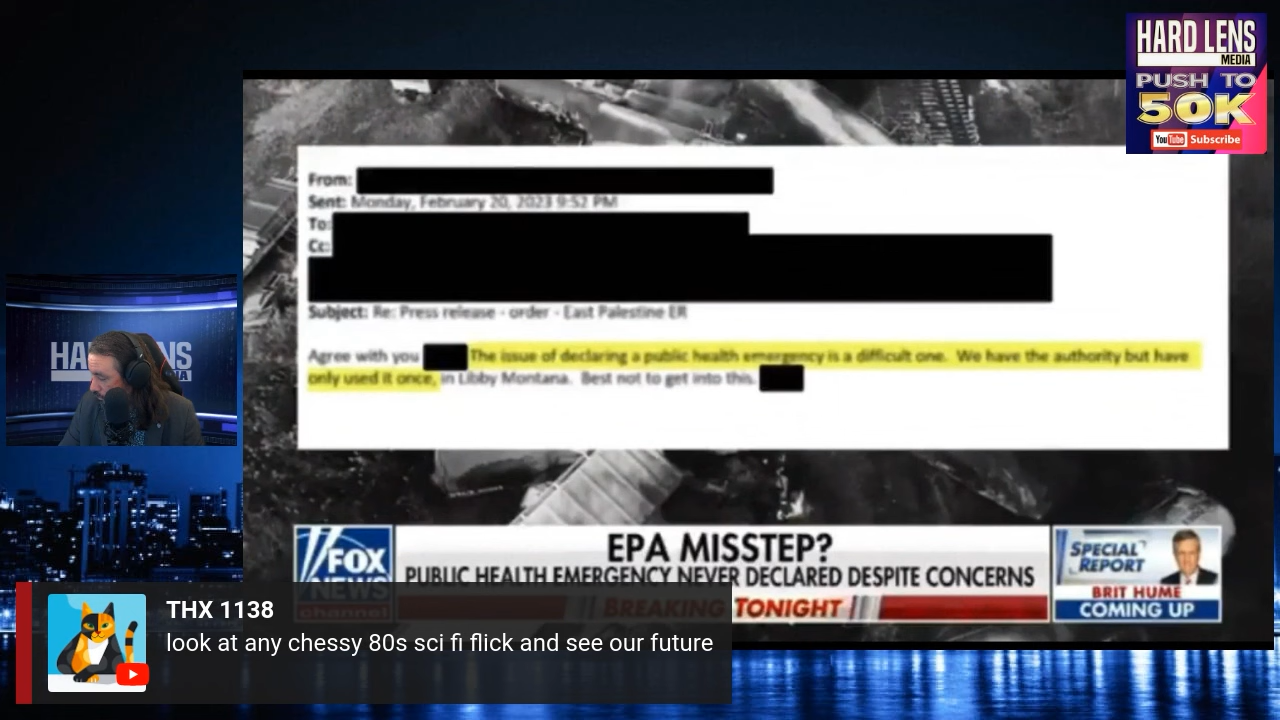 HARD LENS
MEDIA
PUSH TO
50K
YouTube Subscribe
From:
Sent: Monday, February 20, 2023 9:52 PM
To:
Cc:
Subject: Re: Press release - order - East Palestine ER
Agree with you The issue of declaring a public health emergency is a difficult one. We have the authority but have
only used it once, in Libby Montana. Best not to get into this.
FOX
NEWS
channel
EPA MISSTEP?
PUBLIC HEALTH EMERGENCY NEVER DECLARED DESPITE CONCERNS
BREAKING TONIGHT
SPECIAL
REPORT
BRIT HUME
COMING UP
THX 1138
look at any chessy 80s sci fi flick and see our future